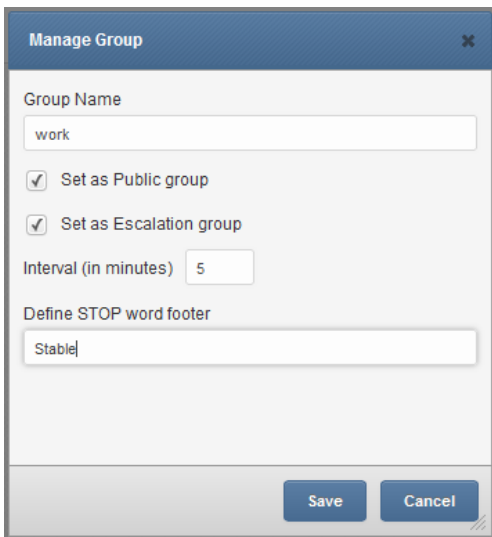 Manage Group
Group Name
work
Set as Public group
Set as Escalation group
Interval (in minutes) 5
Define STOP word footer
Stable
Save Cancel